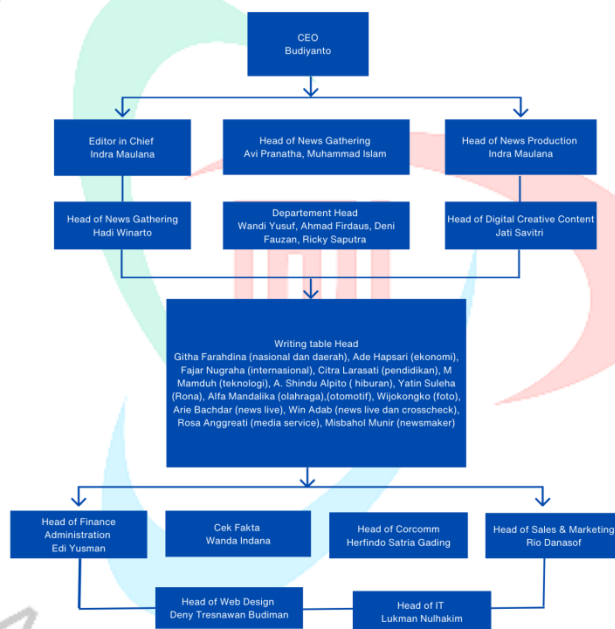 CEO
Budiyanto
Editor in Chief
Indra Maulana
Head of News Gathering
Avi Pranatha, Muhammad Islam
Head of News Production
Indra Maulana
Head of News Gathering
Hadi Winarto
Departement Head
Wandi Yusuf, Ahmad Firdaus, Deni
Fauzan, Ricky Saputra
Head of Digital Creative Content
Jati Savitri
Writing table Head
Githa Farahdina (nasional dan daerah), Ade Hapsari (ekonomi),
Fajar Nugraha (internasional), Citra Larasati (pendidikan), M
Mamduh (teknologi), A. Shindu Alpito ( hiburan), Yatin Suleha
(Rona), Alfa Mandalika (olahraga),(otomotif), Wijokongko (foto),
Arie Bachdar (news live), Win Adab (news live dan crosscheck),
Rosa Anggreati (media service), Misbahol Munir (newsmaker)
Head of Finance
Administration
Edi Yusman
Cek Fakta
Wanda Indana
Head of Corcomm
Herfindo Satria Gading
Head of Sales & Marketing
Rio Danasof
Head of Web Design
Deny Tresnawan Budiman
Head of IT
Lukman Nulhakim